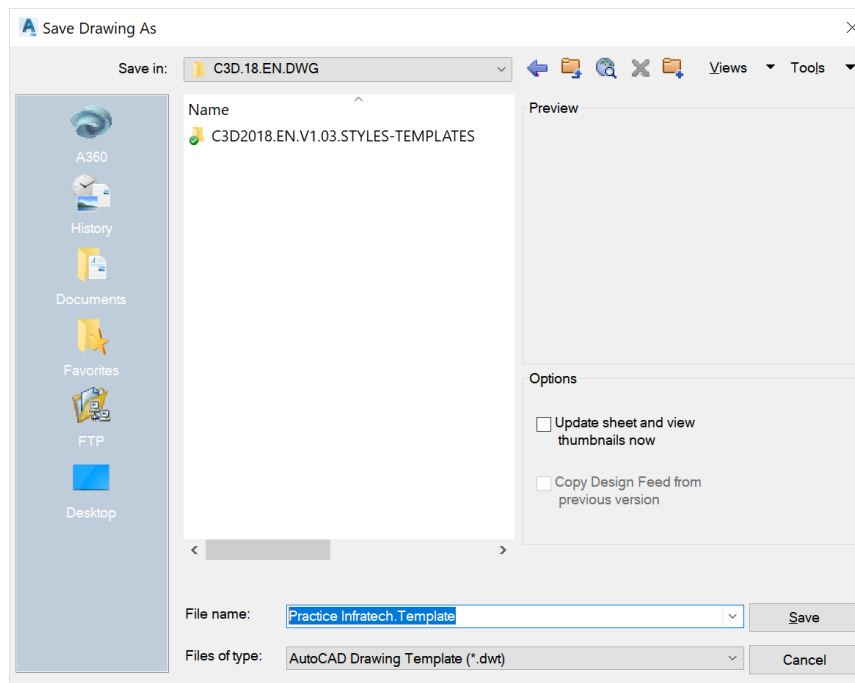 Save Drawing As
Save in:
C3D.18.EN.DWG
Views
Tools
A360
History
Documents
Favorites
FTP
Desktop
Name
C3D2018.EN.V1.03.STYLES-TEMPLATES
Preview
Options
Update sheet and view
thumbnails now
Copy Design Feed from
previous version
File name:
Practice Infratech.Template
Save
Files of type:
AutoCAD Drawing Template (*.dwt)
Cancel